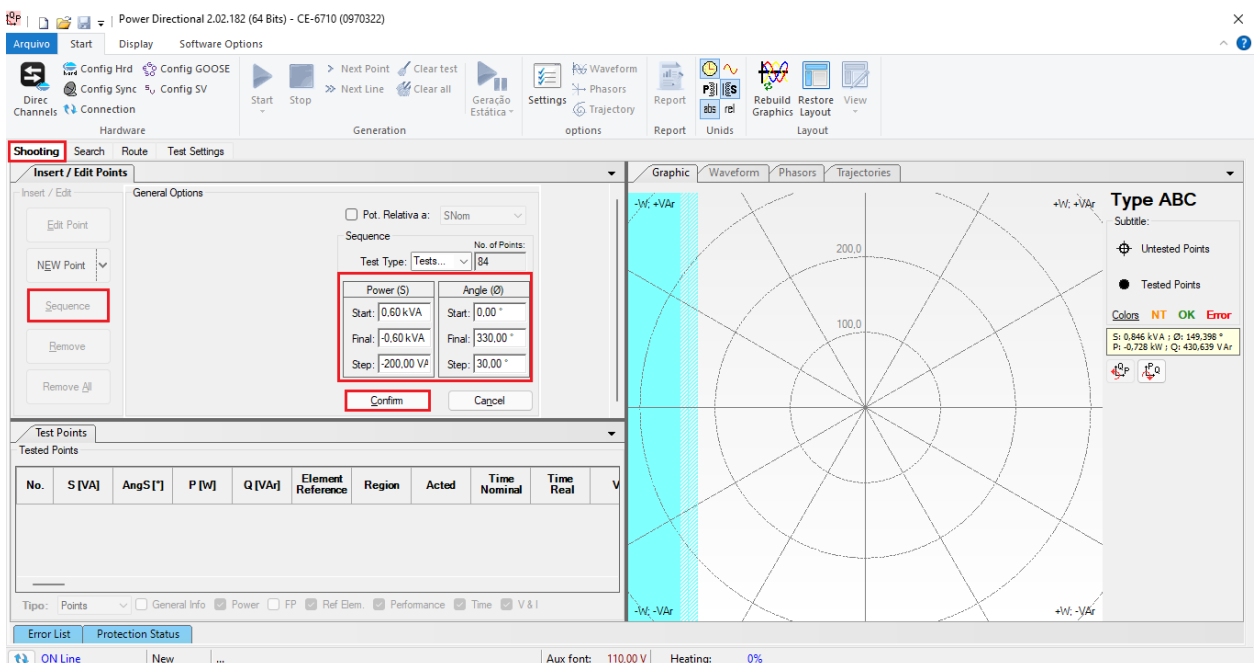 Power Directional 2.02.182 (64 Bits) - CE-6710 (0970322)
Arquivo Start Display Software Options
Config Hrd Config GOOSE
Config Sync Config SV
Direc Channels Connection
Hardware
Start Stop
Next Point Clear test
Next Line Clear all
Geração Estática
Generation
Settings
Waveform
Phasors
Trajectory
options
Report
Report
abs rel
Unids
Rebuild Graphics Restore Layout View
Layout
Shooting Search Route Test Settings
Insert / Edit Points
Insert / Edit
General Options
Edit Point
NEW Point
Sequence
Remove
Remove All
Pot. Relativa a: SNom
Sequence
No. of Points:
Test Type: Tests... 84
Power (S) Angle (Ø)
Start: 0,60 kVA Start: 0,00 °
Final: -0,60 kVA Final: 330,00 °
Step: -200,00 VA Step: 30,00 °
Confirm Cancel
Graphic Waveform Phasors Trajectories
-W; +VAr
+W; +VAr
200,0
100,0
-W; -VAr
+W; -VAr
Type ABC
Subtitle:
Untested Points
Tested Points
Colors NT OK Error
S: 0,846 kVA ; Ø: 149,398 °
P: -0,728 kW ; Q: 430,639 VAr
Test Points
Tested Points
No. S [VA] AngS [°] P [W] Q [VAr] Element Reference Region Acted Time Nominal Time Real V
Tipo: Points General Info Power FP Ref Elem. Performance Time V & I
Error List Protection Status
ON Line New ... Aux font: 110.00 V Heating: 0%